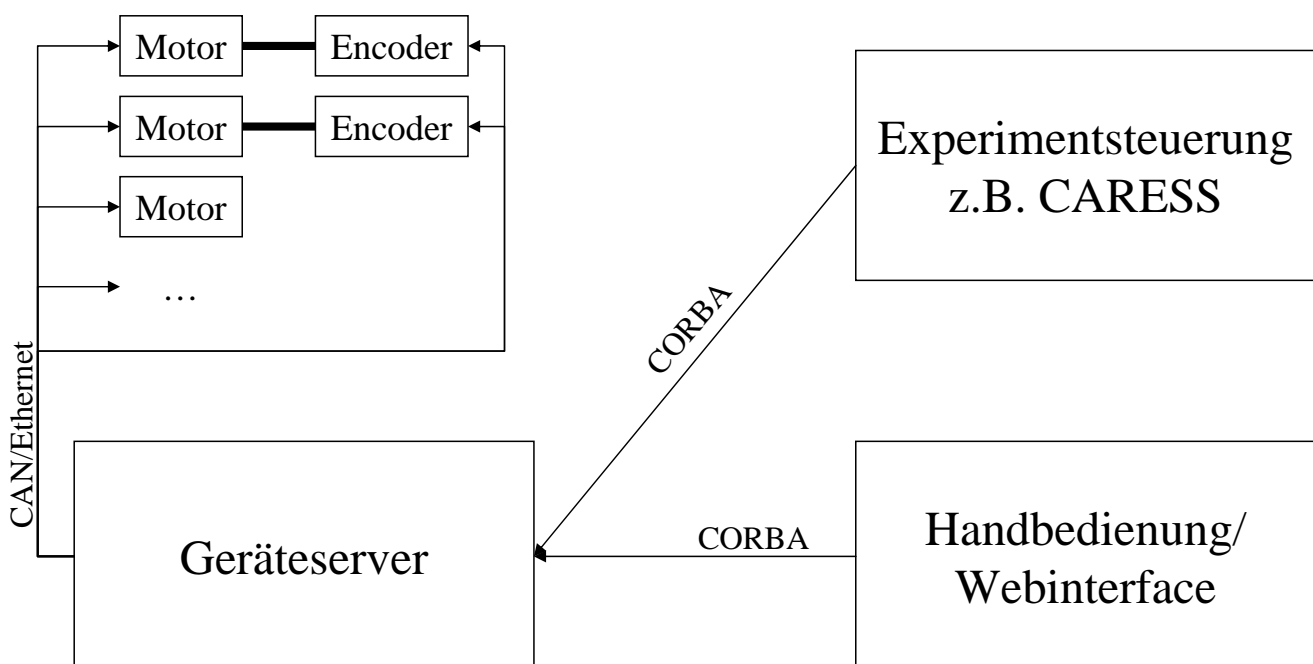 Motor
Encoder
Motor
Encoder
Motor
…
Experimentsteuerung
z.B. CARESS
CORBA
CAN/Ethernet
Geräteserver
CORBA
Handbedienung/
Webinterface